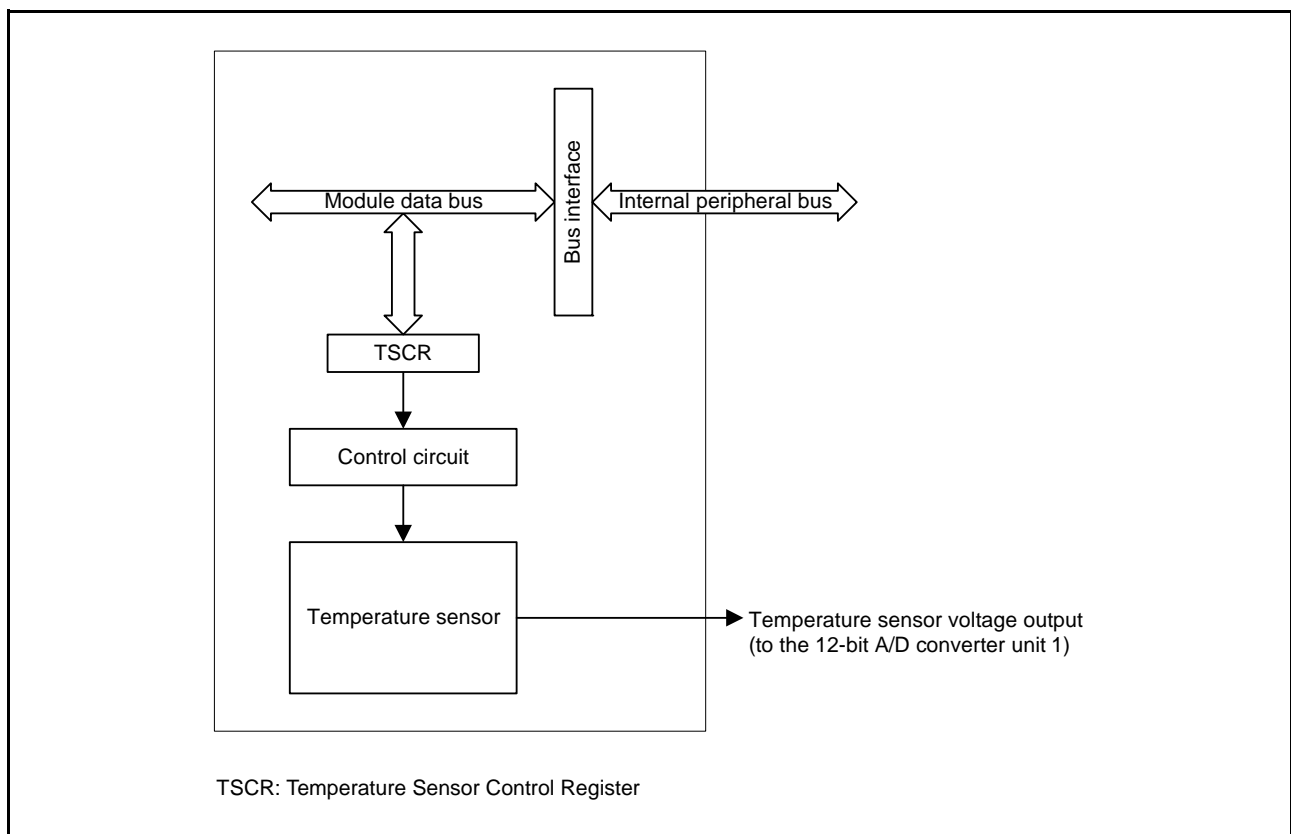 Bus interface
Module data bus
Internal peripheral bus
TSCR
Control circuit
Temperature sensor
Temperature sensor voltage output
(to the 12-bit A/D converter unit 1)
TSCR: Temperature Sensor Control Register